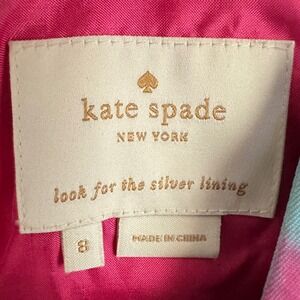 kate spade
NEW YORK
look for the silver lining
8
MADE IN CHINA